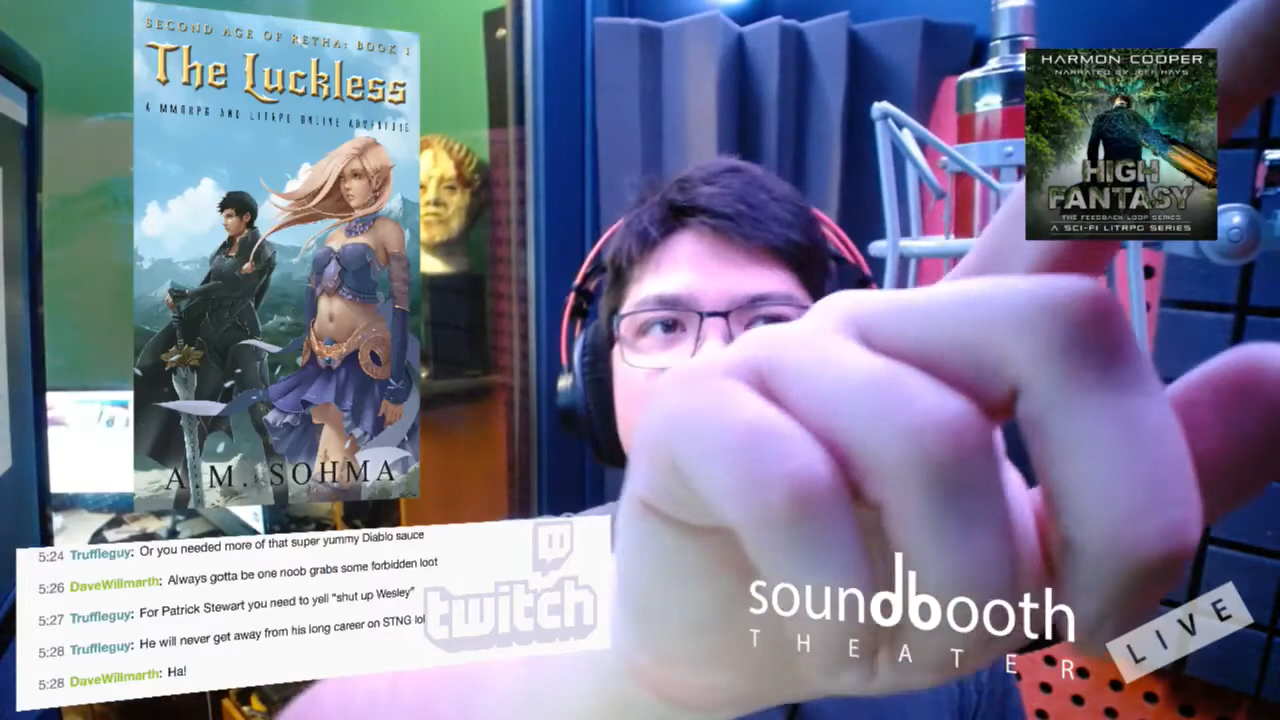 SECOND AGE OF RETHA: BOOK 1
The Luckless
A MMORPG AND LITRPG ONLINE ADVENTURE
A. M. SOHMA
HARMON COOPER
NARRATED BY JEFF HAYS
HIGH
FANTASY
THE FEEDBACK LOOP SERIES
A SCI-FI LITRPG SERIES
5:24 Truffleguy: Or you needed more of that super yummy Diablo sauce
5:26 DaveWillmarth: Always gotta be one noob grabs some forbidden loot
5:27 Truffleguy: For Patrick Stewart you need to yell "shut up Wesley"
5:28 Truffleguy: He will never get away from his long career on STNG lol
5:28 DaveWillmarth: Ha!
twitch
soundbooth
THEATER
LIVE